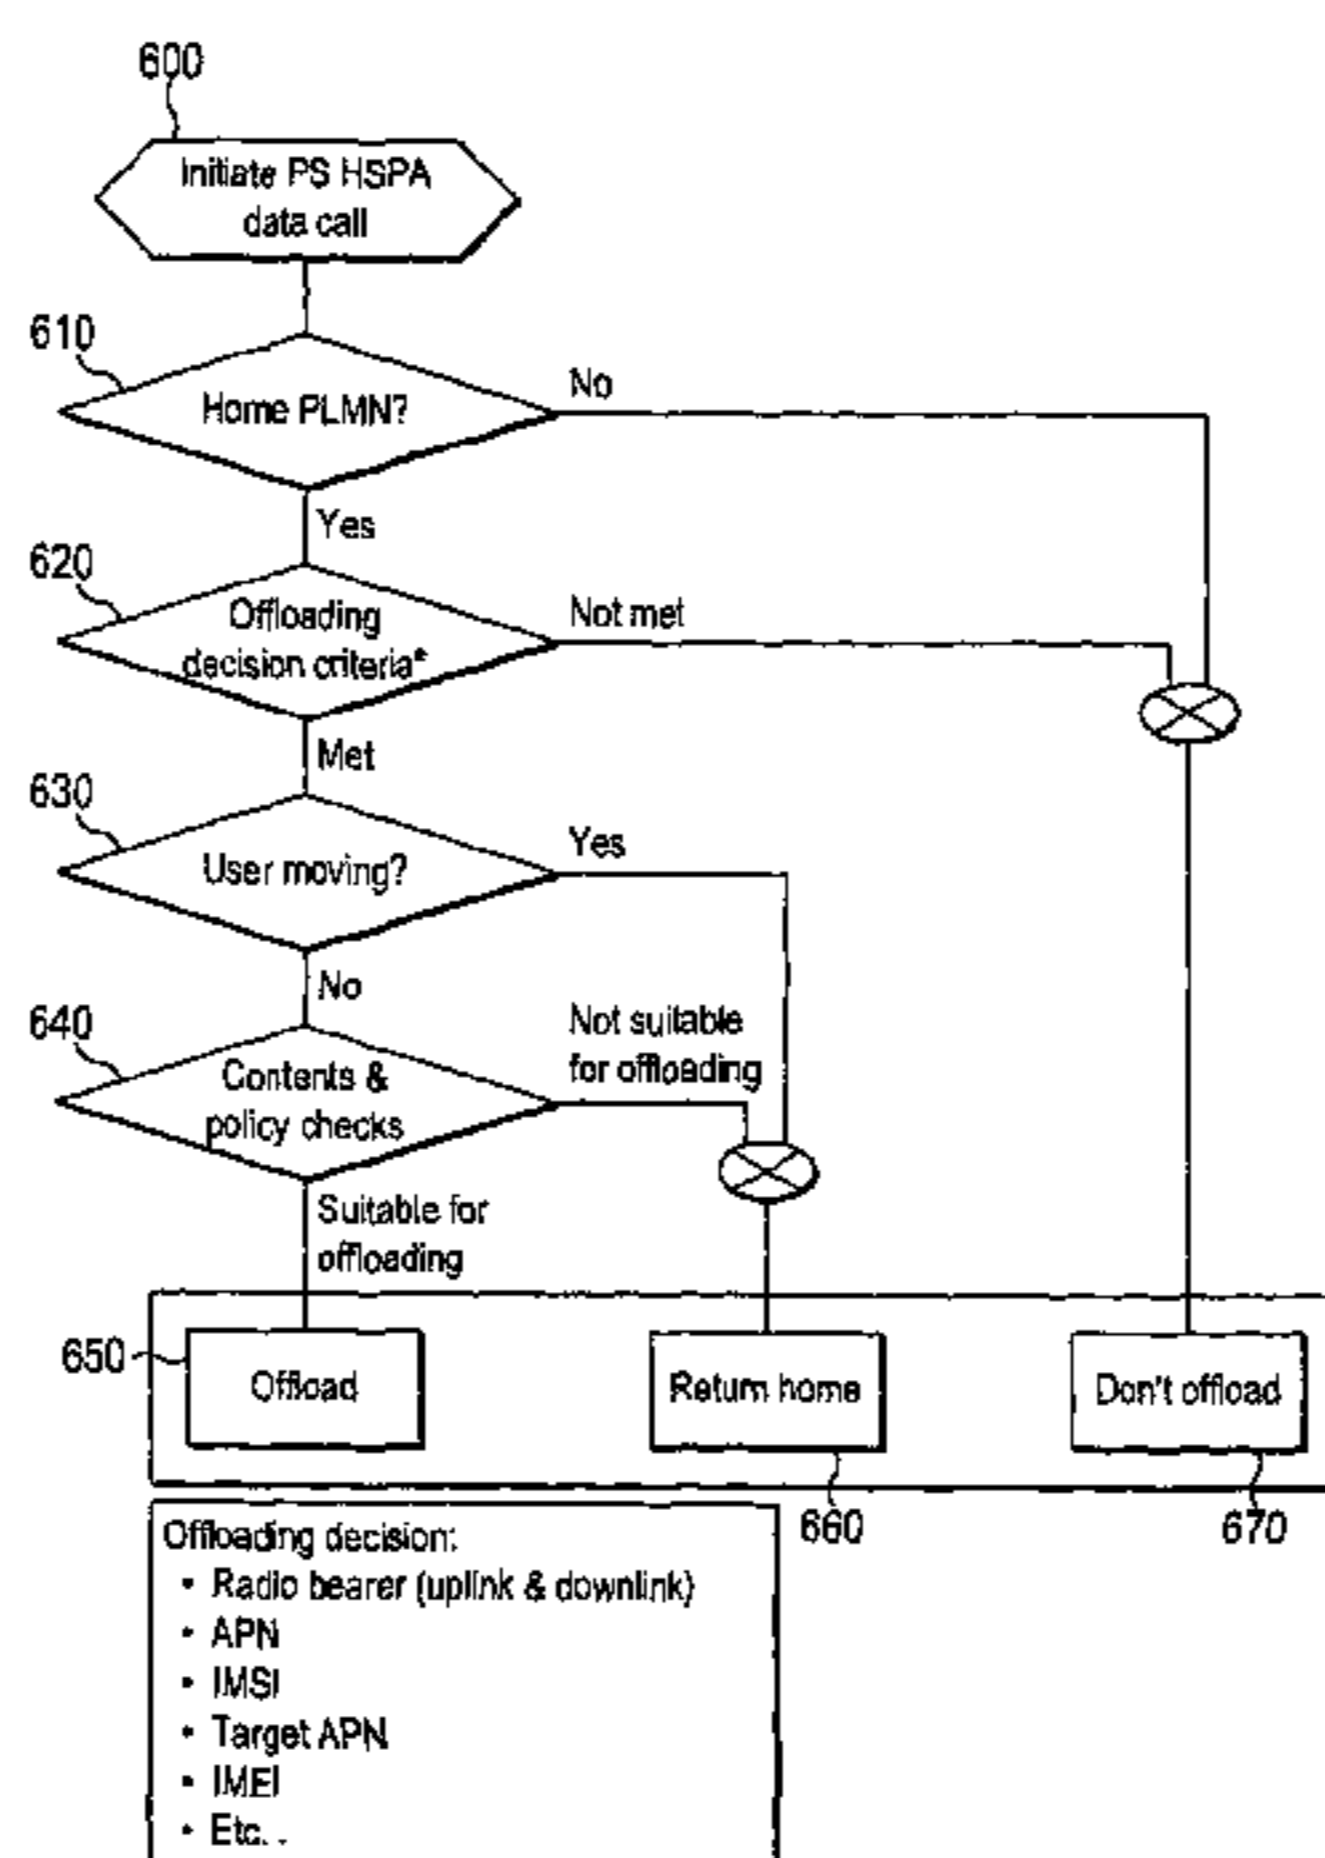 600
Initiate PS HSPA
data call
610
Home PLMN?
No
Yes
620
Offloading
decision criteria*
Not met
Met
630
User moving?
Yes
No
640
Contents &
policy checks
Not suitable
for offloading
Suitable for
offloading
650
Offload
Return home
Don't offload
660
670
Offloading decision:
• Radio bearer (uplink & downlink)
• APN
• IMSI
• Target APN
• IMEI
• Etc. .